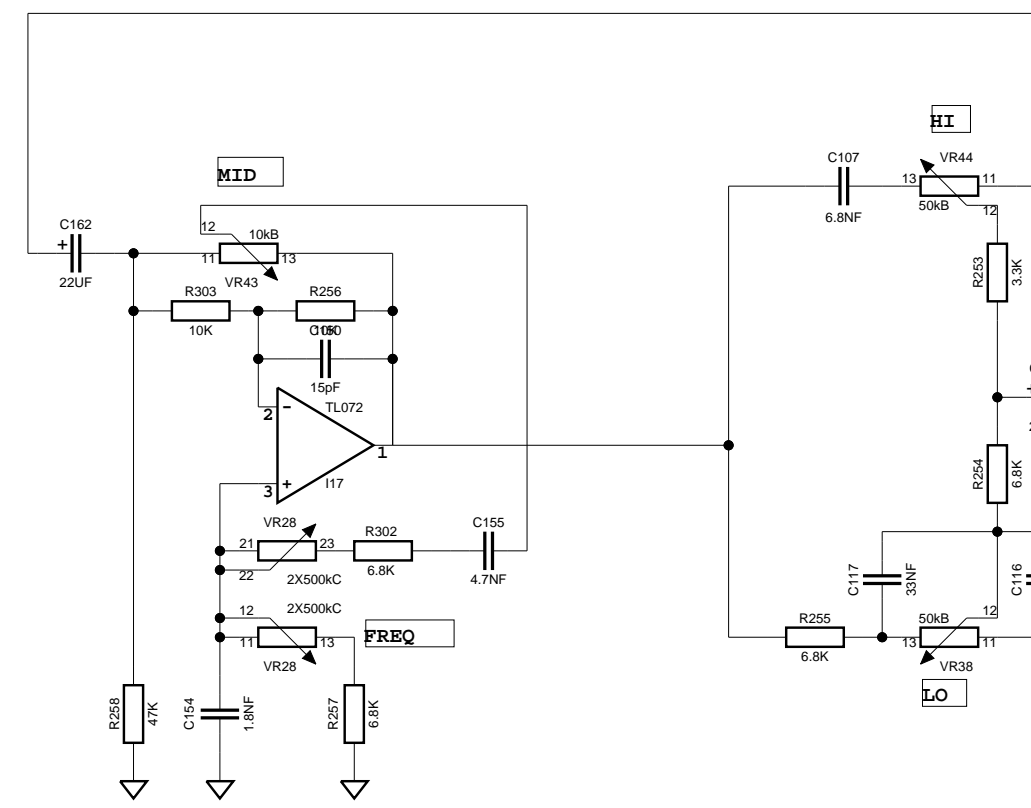 HI
C107
VR44
13
11
6.8NF
50kB
12
MID
C162
12
10kB
+
11
13
22UF
VR43
R253
3.3K
R303
R256
10K
15pF
TL072
2
-
1
3
+
I17
R254
6.8K
VR28
R302
C155
21
23
22
6.8K
4.7NF
2X500kC
C117
33NF
C116
12
2X500kC
FREQ
11
13
VR28
R255
50kB
12
13
11
6.8K
VR38
LO
R258
47K
C154
1.8NF
R257
6.8K